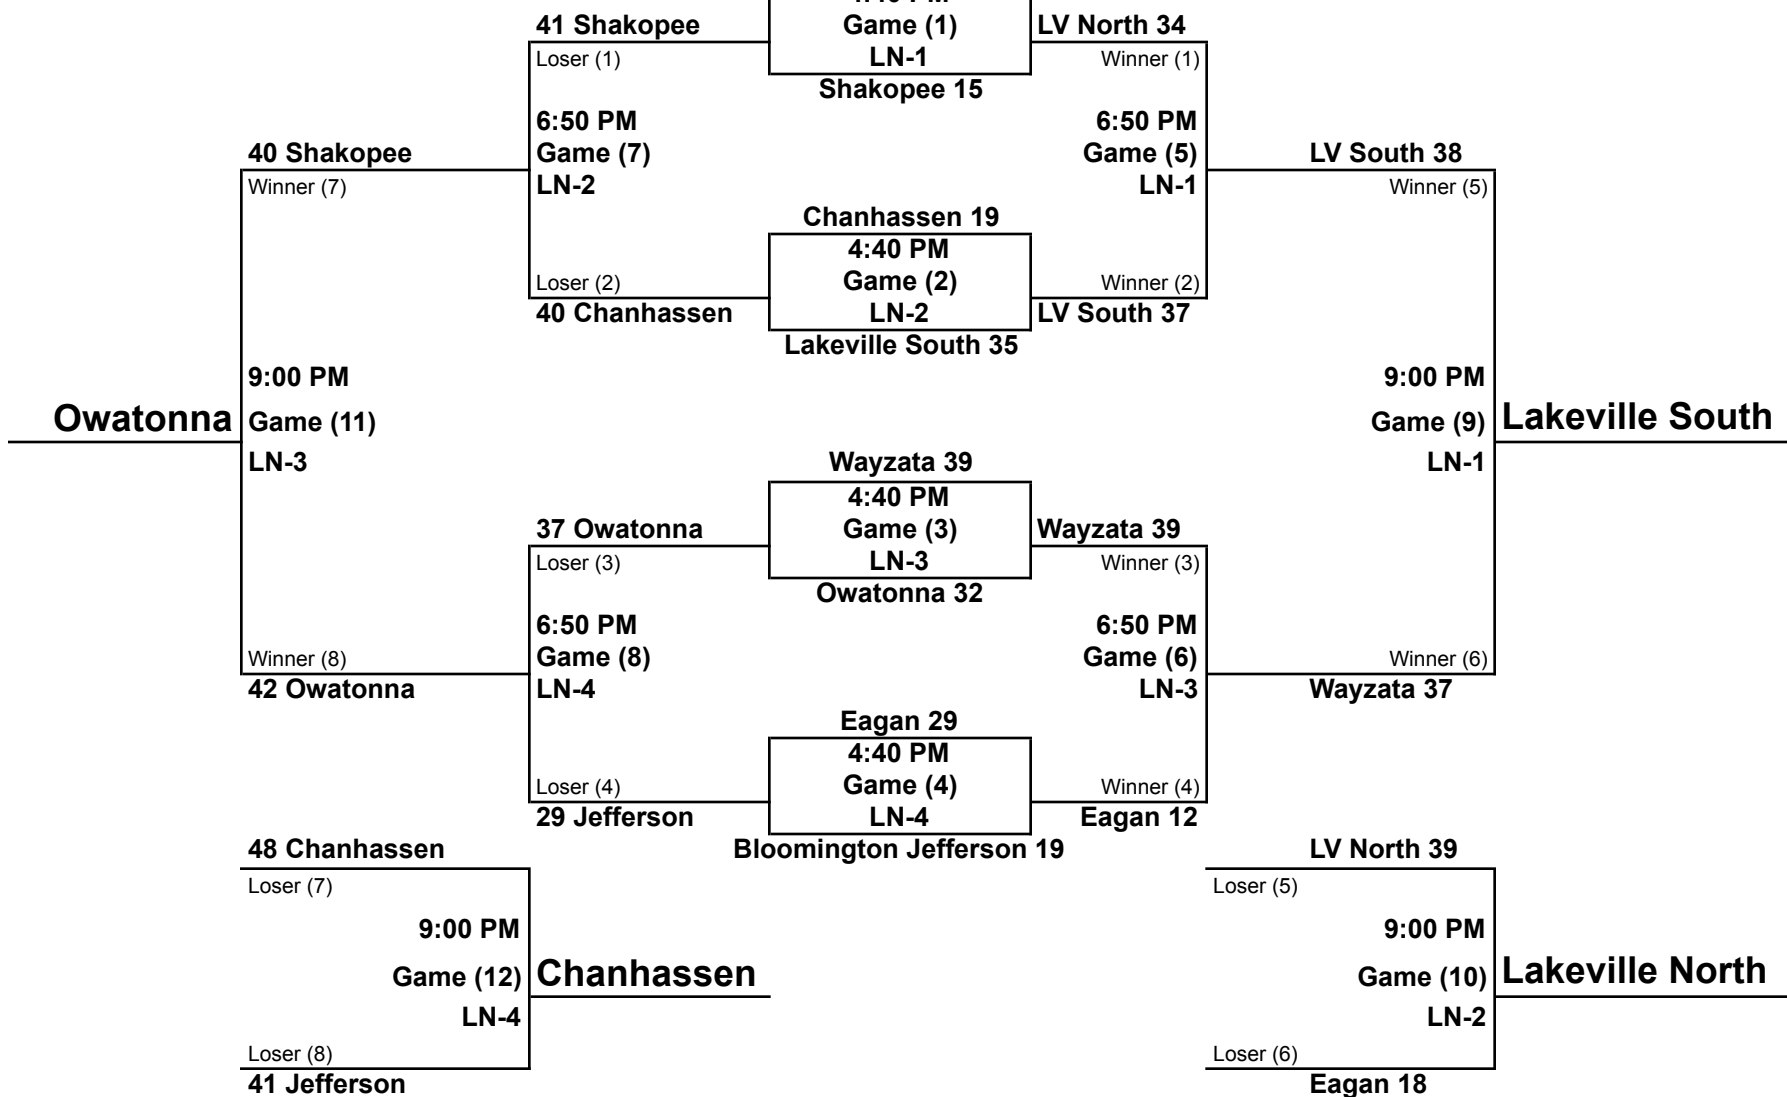 41 Shakopee
Game (1)
LV North 34
Loser (1)
LN-1
Winner (1)
Shakopee 15
6:50 PM
6:50 PM
40 Shakopee
Game (7)
Game (5)
LV South 38
Winner (7)
LN-2
LN-1
Winner (5)
Chanhassen 19
4:40 PM
Loser (2)
Game (2)
Winner (2)
40 Chanhassen
LN-2
LV South 37
Lakeville South 35
9:00 PM
9:00 PM
Owatonna
Game (11)
Game (9)
Lakeville South
LN-3
Wayzata 39
LN-1
4:40 PM
37 Owatonna
Game (3)
Wayzata 39
Loser (3)
LN-3
Winner (3)
Owatonna 32
6:50 PM
6:50 PM
Winner (8)
Game (8)
Game (6)
Winner (6)
42 Owatonna
LN-4
LN-3
Wayzata 37
Eagan 29
4:40 PM
Loser (4)
Game (4)
Winner (4)
29 Jefferson
LN-4
Eagan 12
48 Chanhassen
Bloomington Jefferson 19
LV North 39
Loser (7)
Loser (5)
9:00 PM
9:00 PM
Game (12)
Chanhassen
Game (10)
Lakeville North
LN-4
LN-2
Loser (8)
Loser (6)
41 Jefferson
Eagan 18